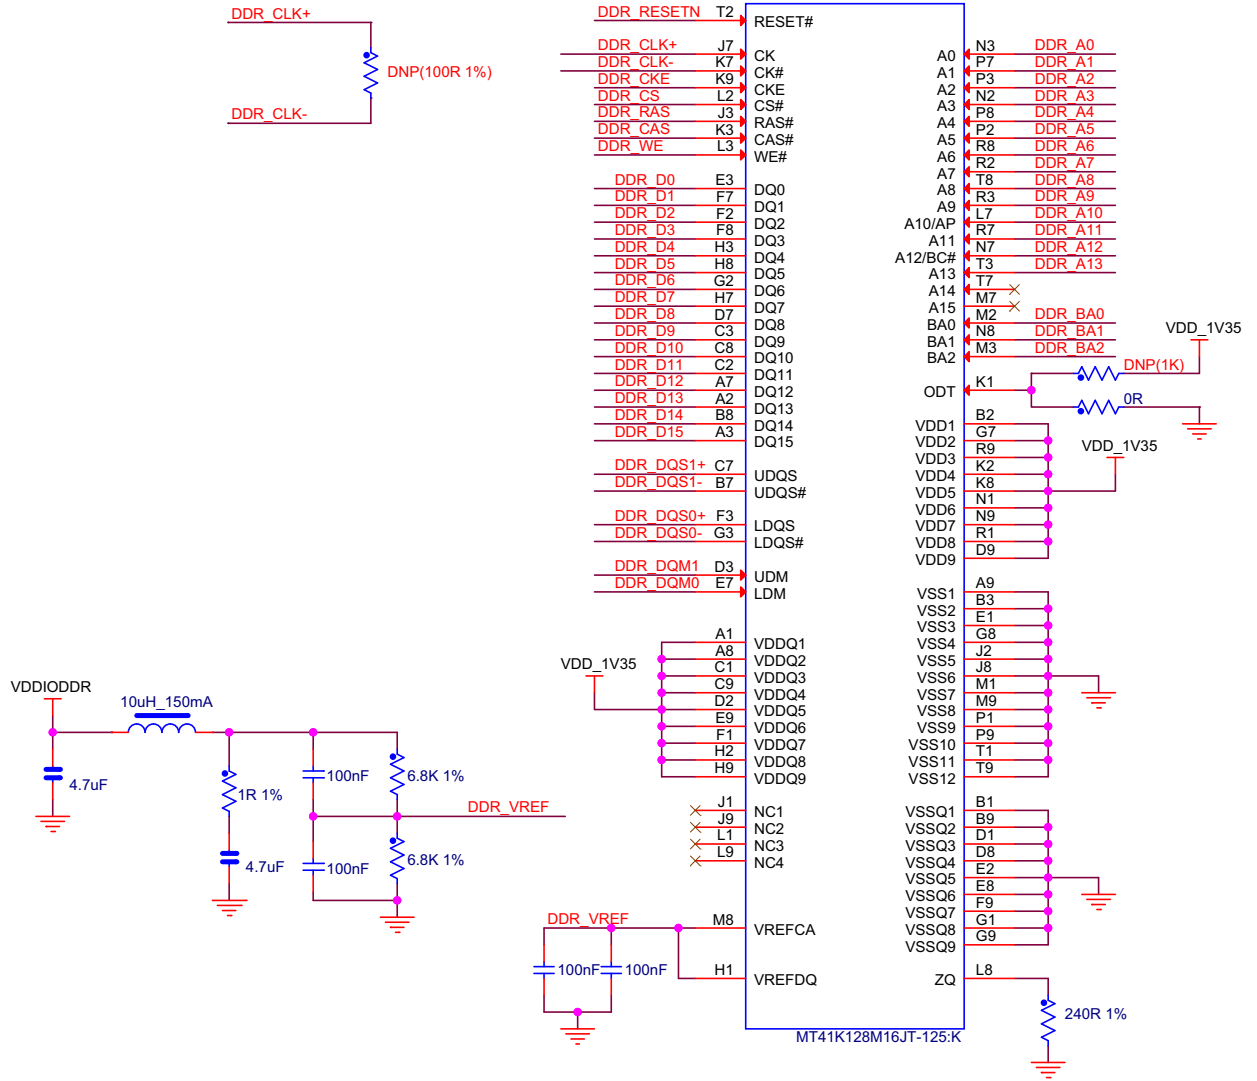 DDR_CLK+
DNP(100R 1%)
DDR_CLK-
DDR_RESETN T2 RESET#
DDR_CLK+ J7 CK
DDR_CLK- K7 CK#
DDR_CKE K9 CKE
DDR_CS L2 CS#
DDR_RAS J3 RAS#
DDR_CAS K3 CAS#
DDR_WE L3 WE#
DDR_D0 E3 DQ0
DDR_D1 F7 DQ1
DDR_D2 F2 DQ2
DDR_D3 F8 DQ3
DDR_D4 H3 DQ4
DDR_D5 H8 DQ5
DDR_D6 G2 DQ6
DDR_D7 H7 DQ7
DDR_D8 D7 DQ8
DDR_D9 C3 DQ9
DDR_D10 C8 DQ10
DDR_D11 C2 DQ11
DDR_D12 A7 DQ12
DDR_D13 A2 DQ13
DDR_D14 B8 DQ14
DDR_D15 A3 DQ15
DDR_DQS1+ C7 UDQS
DDR_DQS1- B7 UDQS#
DDR_DQS0+ F3 LDQS
DDR_DQS0- G3 LDQS#
DDR_DQM1 D3 UDM
DDR_DQM0 E7 LDM
VDD_1V35
A1 VDDQ1
A8 VDDQ2
C1 VDDQ3
C9 VDDQ4
D2 VDDQ5
E9 VDDQ6
F1 VDDQ7
H2 VDDQ8
H9 VDDQ9
J1 NC1
J9 NC2
L1 NC3
L9 NC4
DDR_VREF M8 VREFCA
H1 VREFDQ
100nF 100nF
A0 N3 DDR_A0
A1 P7 DDR_A1
A2 P3 DDR_A2
A3 N2 DDR_A3
A4 P8 DDR_A4
A5 P2 DDR_A5
A6 R8 DDR_A6
A7 R2 DDR_A7
A8 T8 DDR_A8
A9 R3 DDR_A9
A10/AP L7 DDR_A10
A11 R7 DDR_A11
A12/BC# N7 DDR_A12
A13 T3 DDR_A13
A14 T7
A15 M7
BA0 M2 DDR_BA0
BA1 N8 DDR_BA1
BA2 M3 DDR_BA2
VDD_1V35
DNP(1K)
ODT K1
0R
VDD1 B2
VDD2 G7
VDD3 R9
VDD4 K2
VDD5 K8
VDD6 N1
VDD7 N9
VDD8 R1
VDD9 D9
VDD_1V35
VSS1 A9
VSS2 B3
VSS3 E1
VSS4 G8
VSS5 J2
VSS6 J8
VSS7 M1
VSS8 M9
VSS9 P1
VSS10 P9
VSS11 T1
VSS12 T9
VSSQ1 B1
VSSQ2 B9
VSSQ3 D1
VSSQ4 D8
VSSQ5 E2
VSSQ6 E8
VSSQ7 F9
VSSQ8 G1
VSSQ9 G9
ZQ L8
240R 1%
MT41K128M16JT-125:K
VDDIODDR
10uH_150mA
4.7uF
1R 1%
4.7uF
100nF
6.8K 1%
DDR_VREF
100nF
6.8K 1%